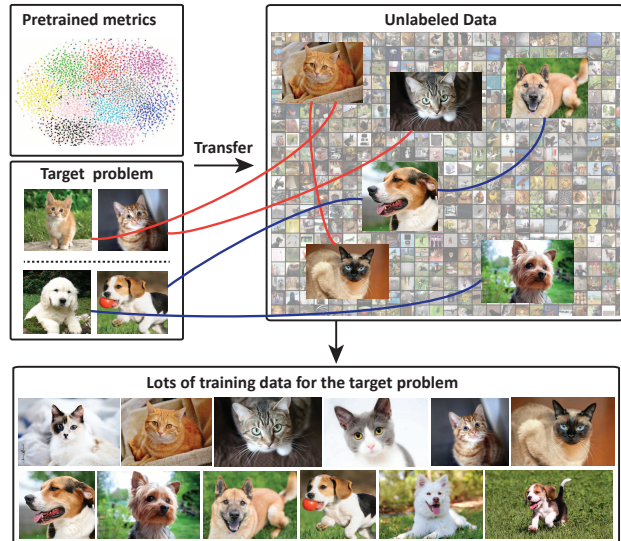 Pretrained metrics
Unlabeled Data
Transfer
Target problem
Lots of training data for the target problem